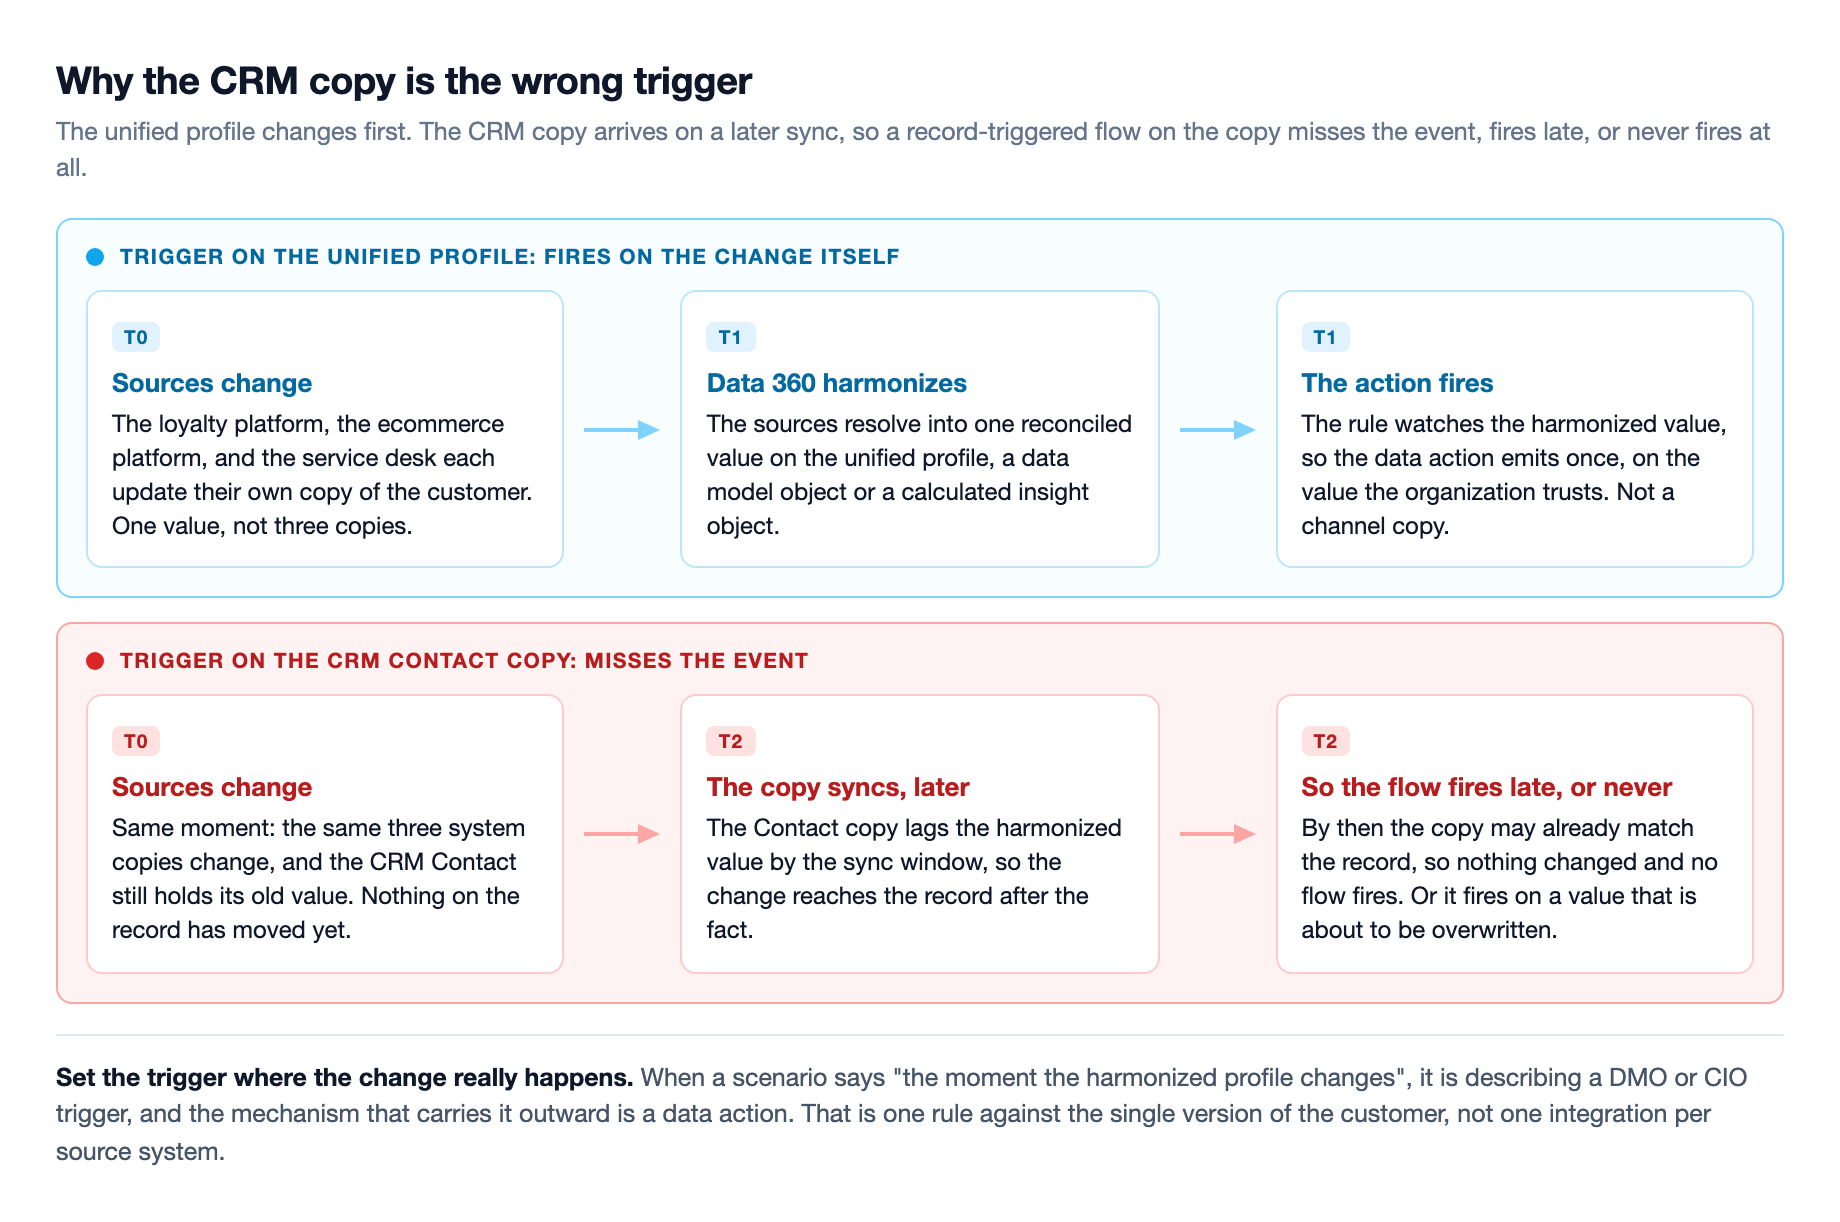 Why the CRM copy is the wrong trigger
The unified profile changes first. The CRM copy arrives on a later sync, so a record-triggered flow on the copy misses the event, fires late, or never fires at
all.
TRIGGER ON THE UNIFIED PROFILE: FIRES ON THE CHANGE ITSELF
T0
Sources change
The loyalty platform, the ecommerce
platform, and the service desk each
update their own copy of the customer.
One value, not three copies.
T1
Data 360 harmonizes
The sources resolve into one reconciled
value on the unified profile, a data
model object or a calculated insight
object.
T1
The action fires
The rule watches the harmonized value,
so the data action emits once, on the
value the organization trusts. Not a
channel copy.
TRIGGER ON THE CRM CONTACT COPY: MISSES THE EVENT
T0
Sources change
Same moment: the same three system
copies change, and the CRM Contact
still holds its old value. Nothing on the
record has moved yet.
T2
The copy syncs, later
The Contact copy lags the harmonized
value by the sync window, so the
change reaches the record after the
fact.
T2
So the flow fires late, or never
By then the copy may already match
the record, so nothing changed and no
flow fires. Or it fires on a value that is
about to be overwritten.
Set the trigger where the change really happens. When a scenario says "the moment the harmonized profile changes", it is describing a DMO or CIO
trigger, and the mechanism that carries it outward is a data action. That is one rule against the single version of the customer, not one integration per
source system.